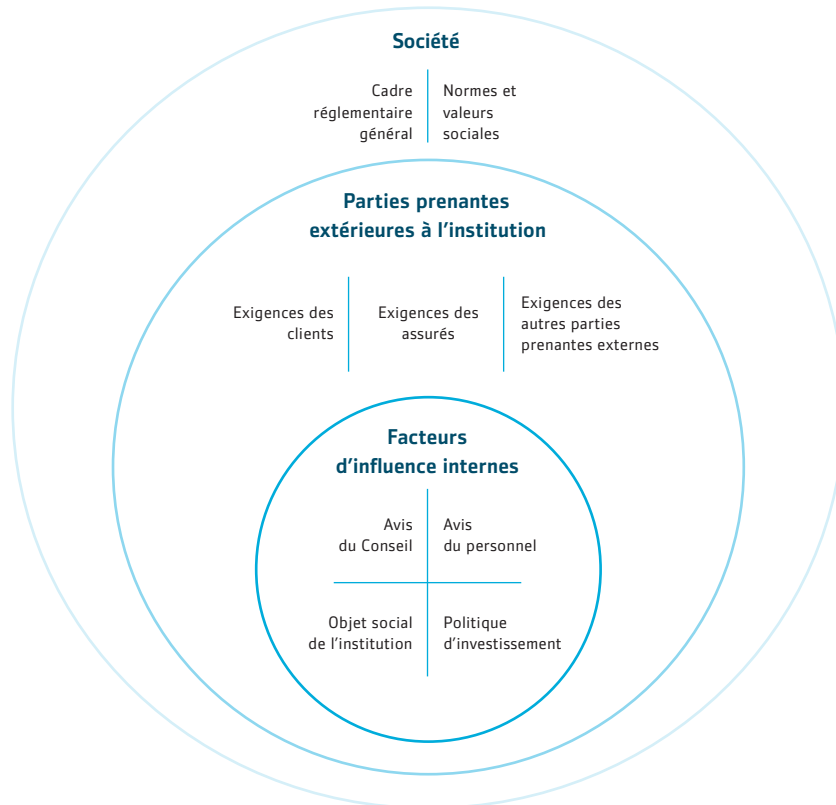 Société
Cadre
réglementaire
général
Normes et
valeurs
sociales
Parties prenantes
extérieures à l'institution
Exigences des
clients
Exigences des
assurés
Exigences des
autres parties
prenantes externes
Facteurs
d'influence internes
Avis
du Conseil
Avis
du personnel
Objet social
de l'institution
Politique
d'investissement